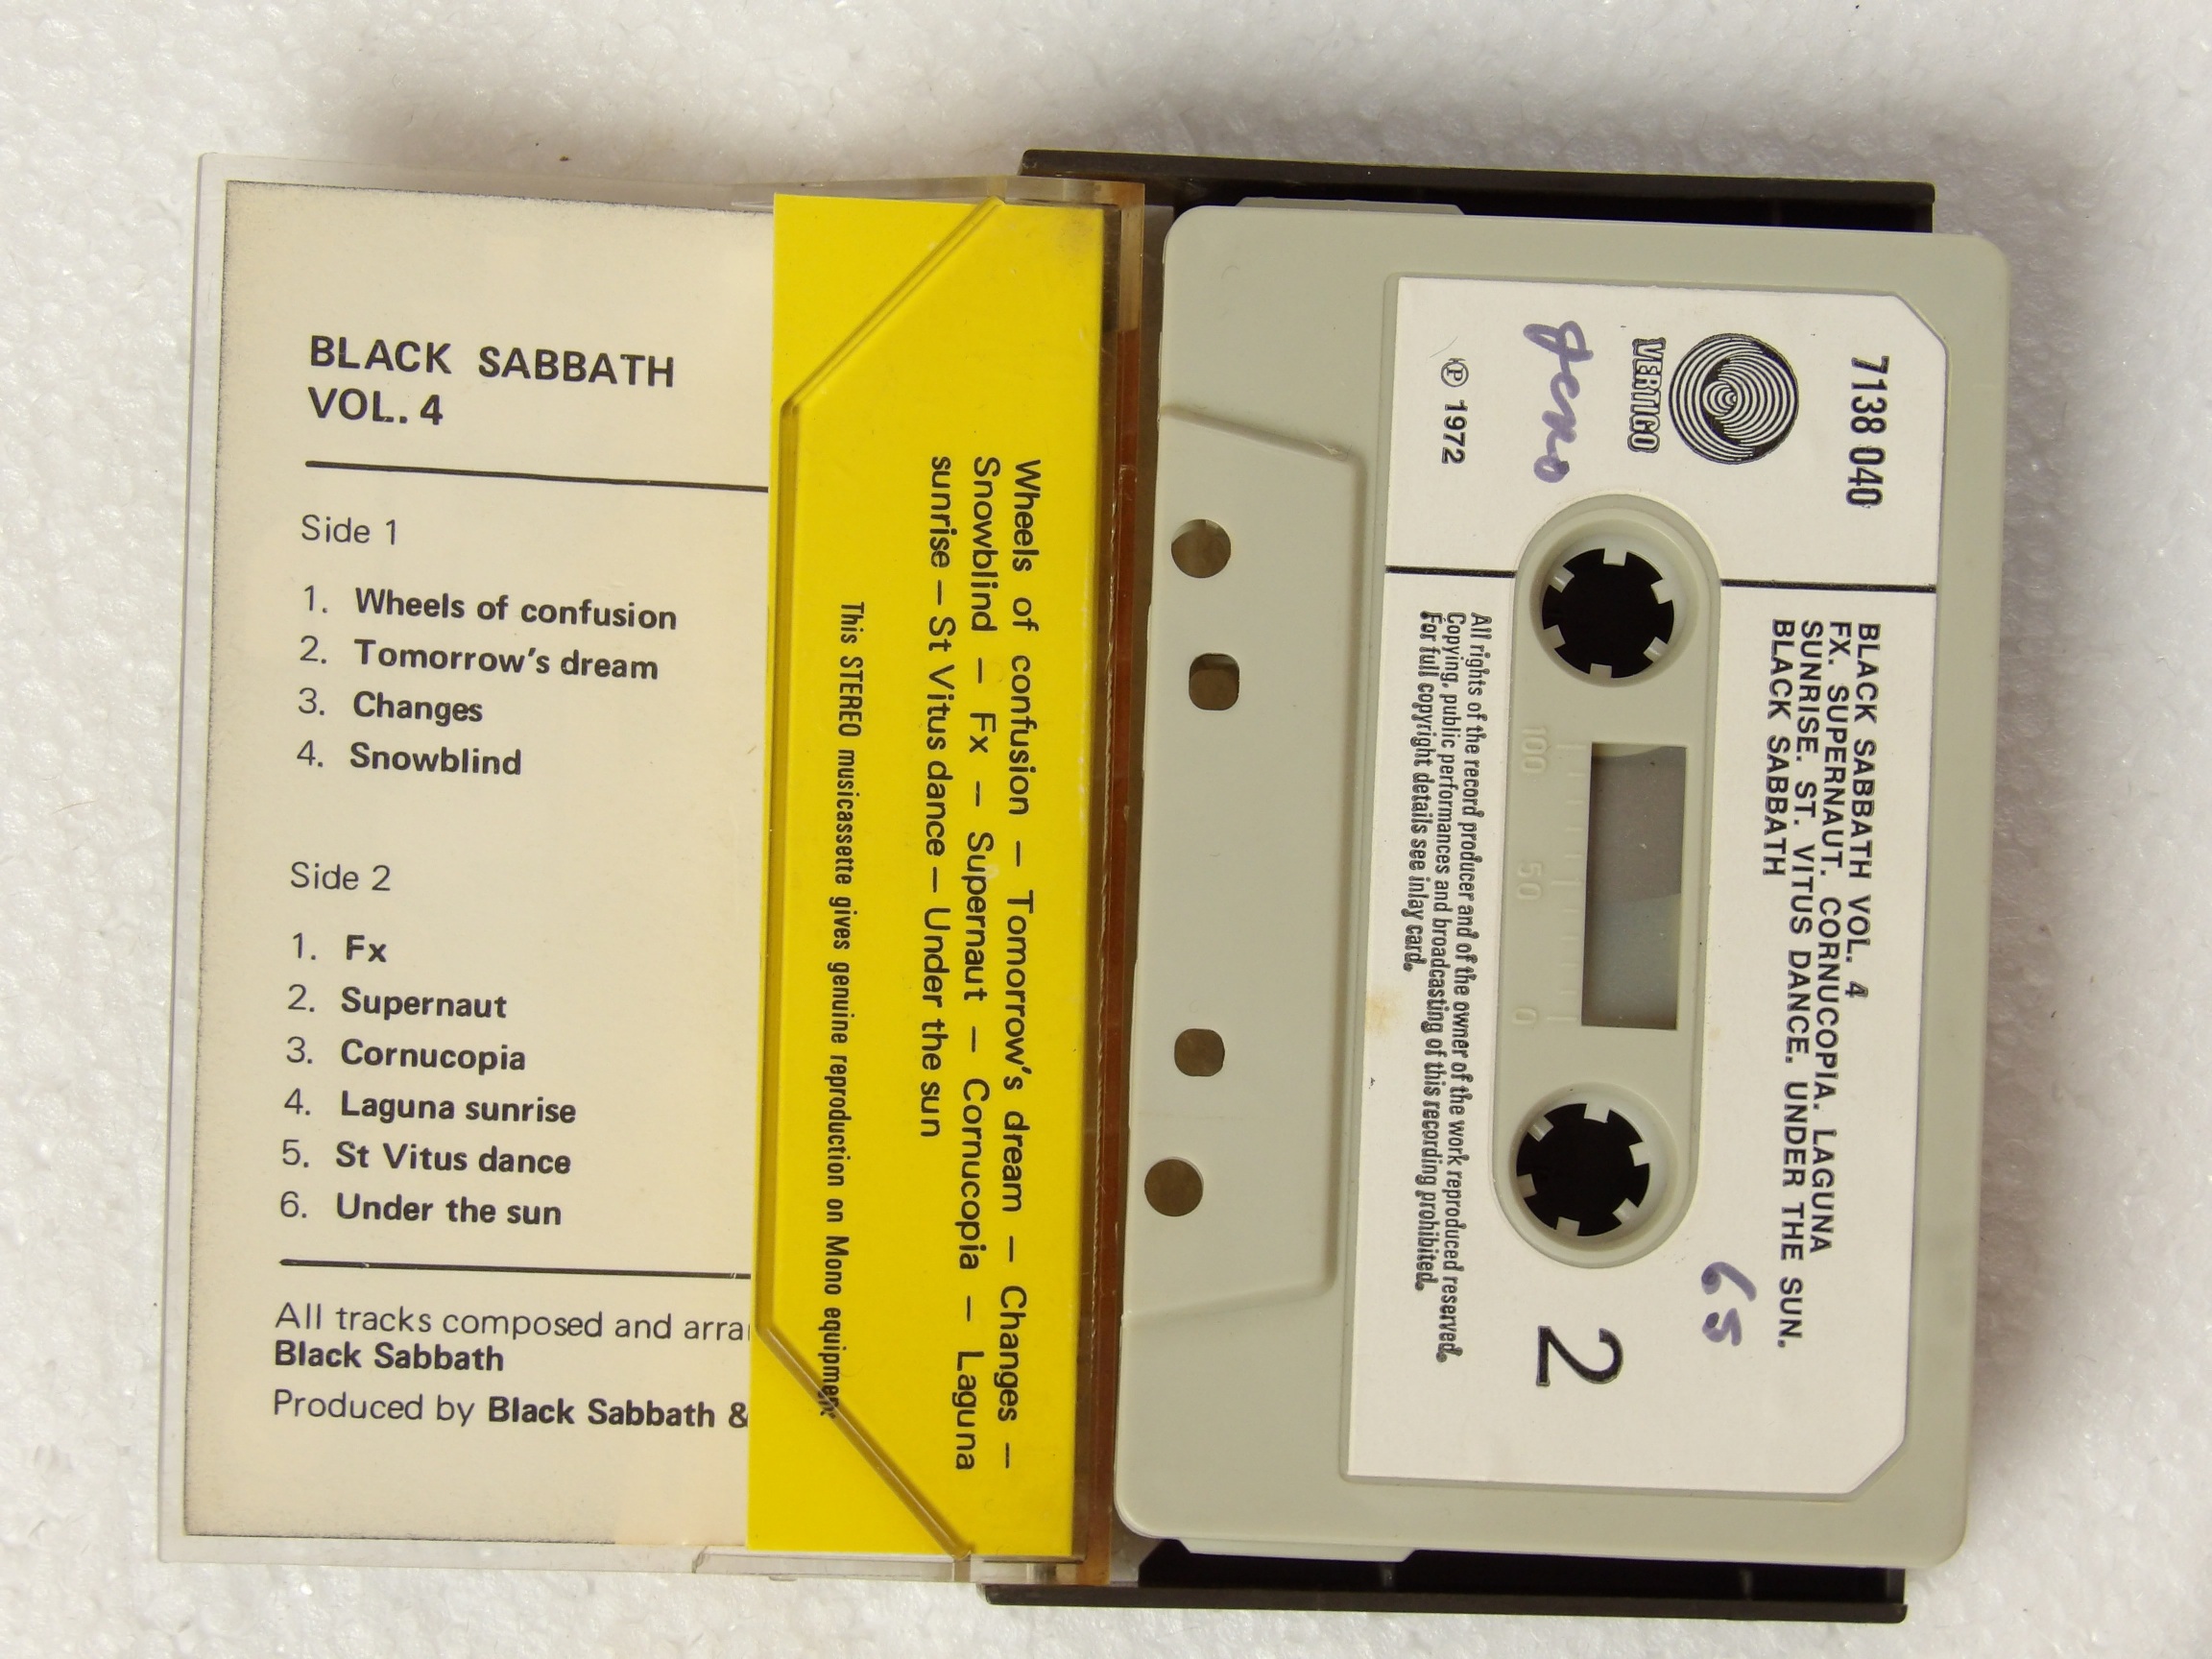 BLACK SABBATH
VOL. 4
Side 1
1. Wheels of confusion
2. Tomorrow's dream
3. Changes
4. Snowblind
Side 2
1. Fx
2. Supernaut
3. Cornucopia
4. Laguna sunrise
5. St Vitus dance
6. Under the sun
All tracks composed and arra
Black Sabbath
Produced by Black Sabbath &
Wheels of confusion — Tomorrow's dream — Changes —
Snowblind — Fx — Supernaut — Cornucopia — Laguna
sunrise — St Vitus dance — Under the sun
This STEREO musicassette gives genuine reproduction on Mono equipment
7138 040
VERTIGO
geno
℗ 1972
BLACK SABBATH VOL. 4
FX. SUPERNAUT. CORNUCOPIA. LAGUNA
SUNRISE. ST. VITUS DANCE. UNDER THE SUN.
BLACK SABBATH
65
2
100 50 0
All rights of the record producer and of the owner of the work reproduced reserved.
Copying, public performances and broadcasting of this recording prohibited.
For full copyright details see inlay card.